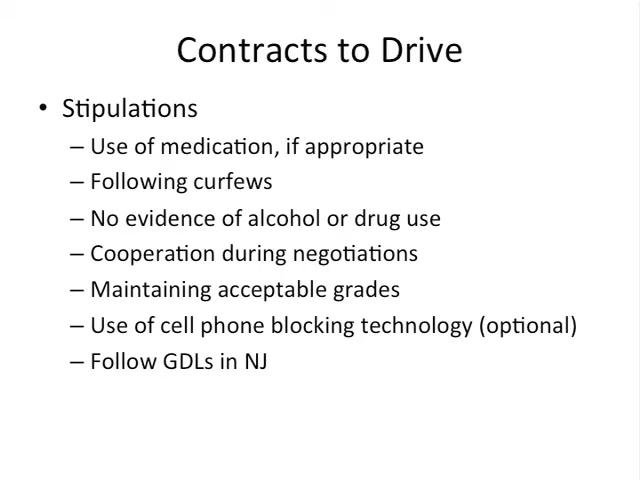 Contracts to Drive
• Stipulations
– Use of medication, if appropriate
– Following curfews
– No evidence of alcohol or drug use
– Cooperation during negotiations
– Maintaining acceptable grades
– Use of cell phone blocking technology (optional)
– Follow GDLs in NJ